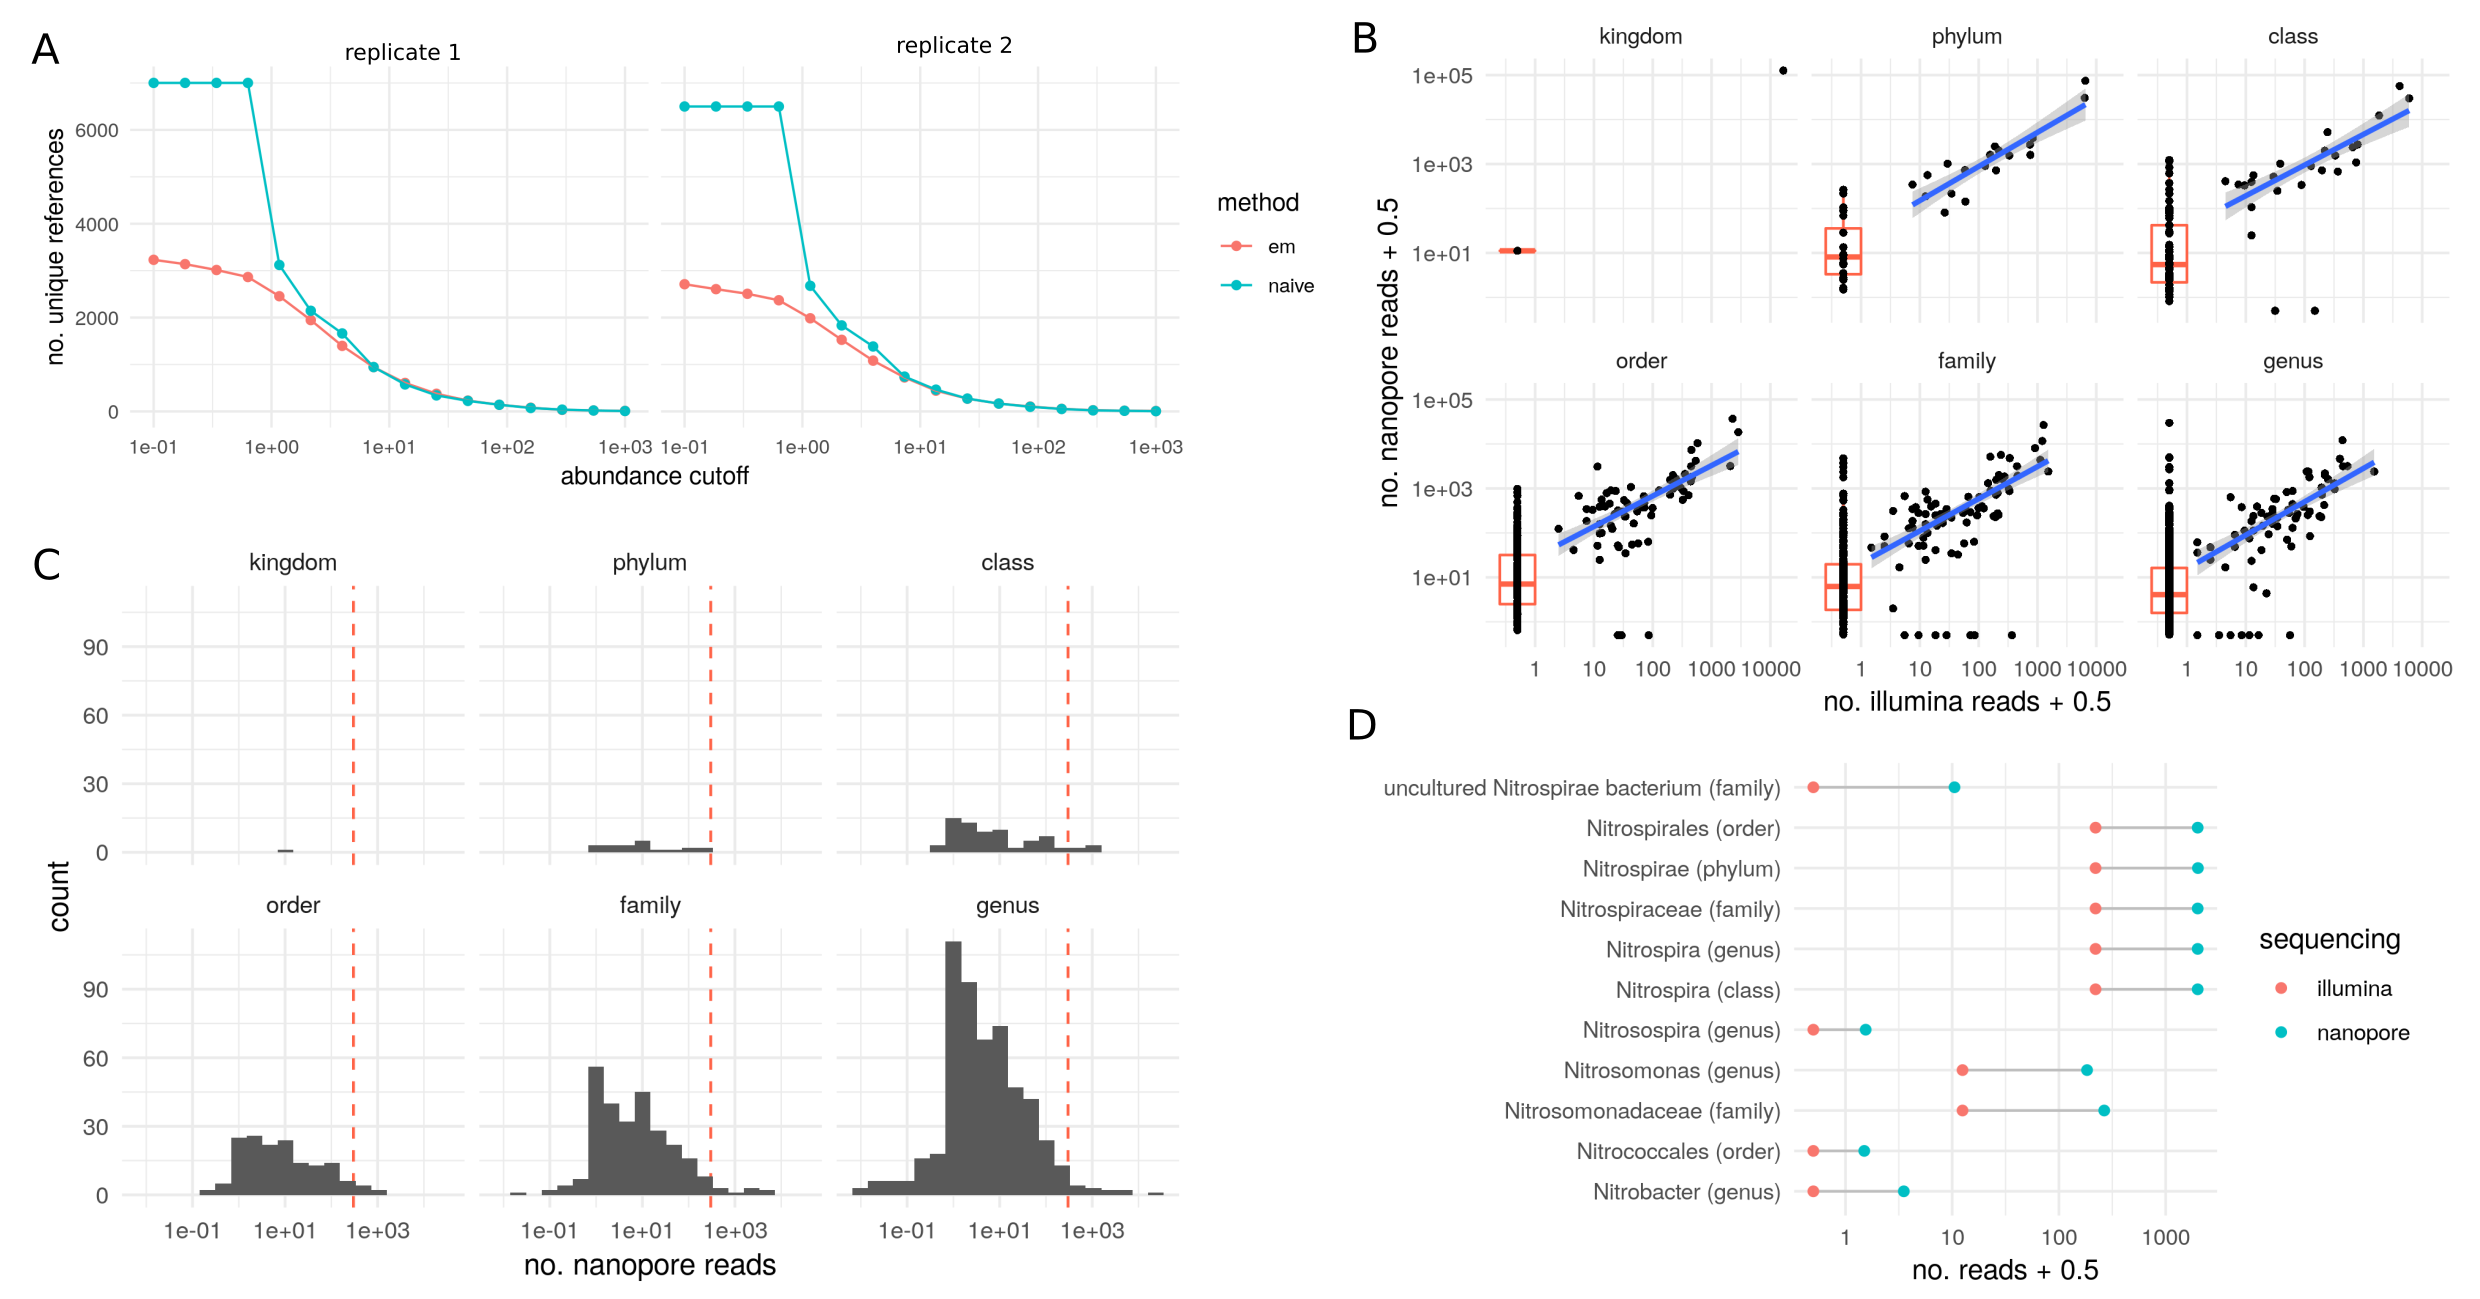 A
replicate 1
replicate 2
no. unique references
6000
4000
2000
0
1e-01
1e+00
1e+01
1e+02
1e+03
1e-01
1e+00
1e+01
1e+02
1e+03
abundance cutoff
method
em
naive
B
kingdom
phylum
class
no. nanopore reads + 0.5
1e+05
1e+03
1e+01
order
family
genus
1e+05
1e+03
1e+01
1
10
100
1000
10000
1
10
100
1000
10000
1
10
100
1000
10000
no. illumina reads + 0.5
C
kingdom
phylum
class
count
90
60
30
0
order
family
genus
90
60
30
0
1e-01
1e+01
1e+03
1e-01
1e+01
1e+03
1e-01
1e+01
1e+03
no. nanopore reads
D
uncultured Nitrospirae bacterium (family)
Nitrospirales (order)
Nitrospirae (phylum)
Nitrospiraceae (family)
Nitrospira (genus)
Nitrospira (class)
Nitrosospira (genus)
Nitrosomonas (genus)
Nitrosomonadaceae (family)
Nitrococcales (order)
Nitrobacter (genus)
1
10
100
1000
no. reads + 0.5
sequencing
illumina
nanopore